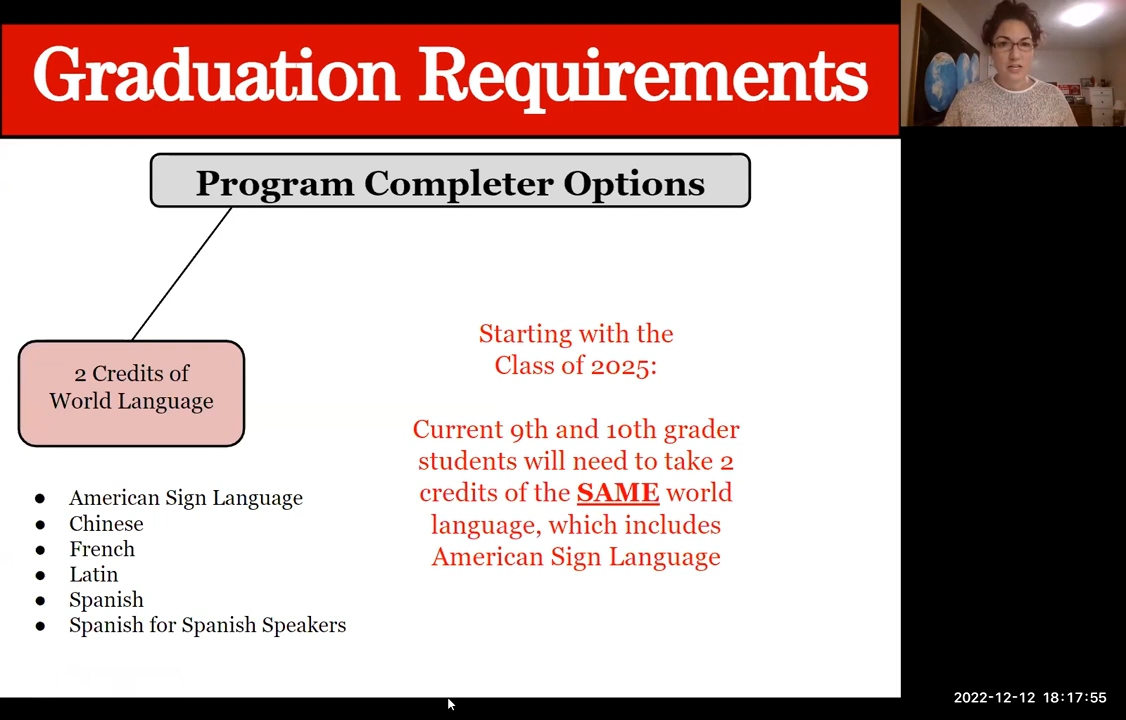 Graduation Requirements
Program Completer Options
2 Credits of
World Language
American Sign Language
Chinese
French
Latin
Spanish
Spanish for Spanish Speakers
Starting with the
Class of 2025:
Current 9th and 10th grader
students will need to take 2
credits of the SAME world
language, which includes
American Sign Language
2022-12-12 18:17:55